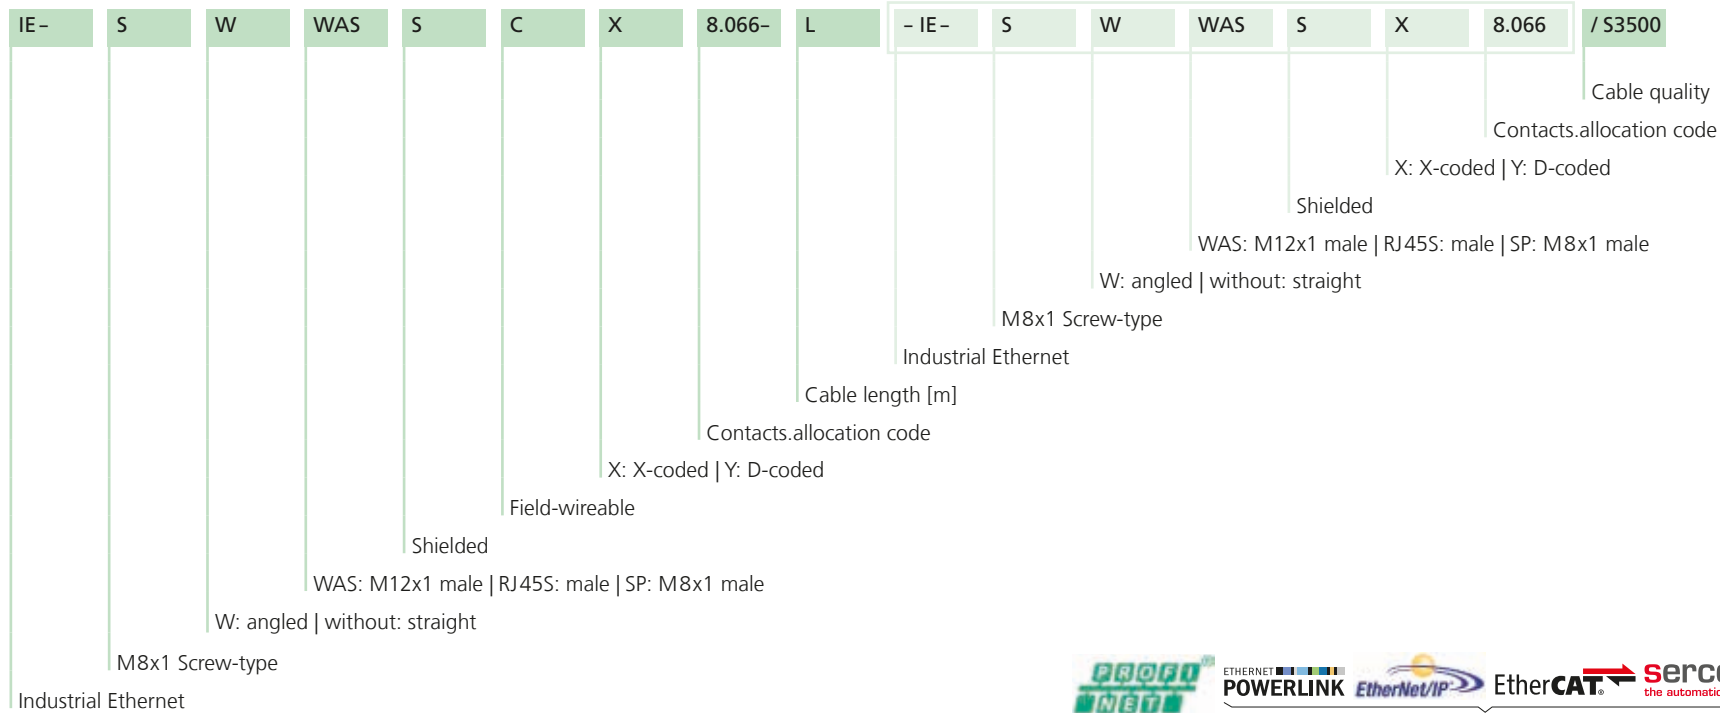 IE- S W WAS S C X 8.066- L - IE- S W WAS S X 8.066 / S3500
Cable quality
Contacts.allocation code
X: X-coded | Y: D-coded
Shielded
WAS: M12x1 male | RJ45S: male | SP: M8x1 male
W: angled | without: straight
M8x1 Screw-type
Industrial Ethernet
Cable length [m]
Contacts.allocation code
X: X-coded | Y: D-coded
Field-wireable
Shielded
WAS: M12x1 male | RJ45S: male | SP: M8x1 male
W: angled | without: straight
M8x1 Screw-type
Industrial Ethernet
PROFI
NET
ETHERNET
POWERLINK
EtherNet/IP
EtherCAT®